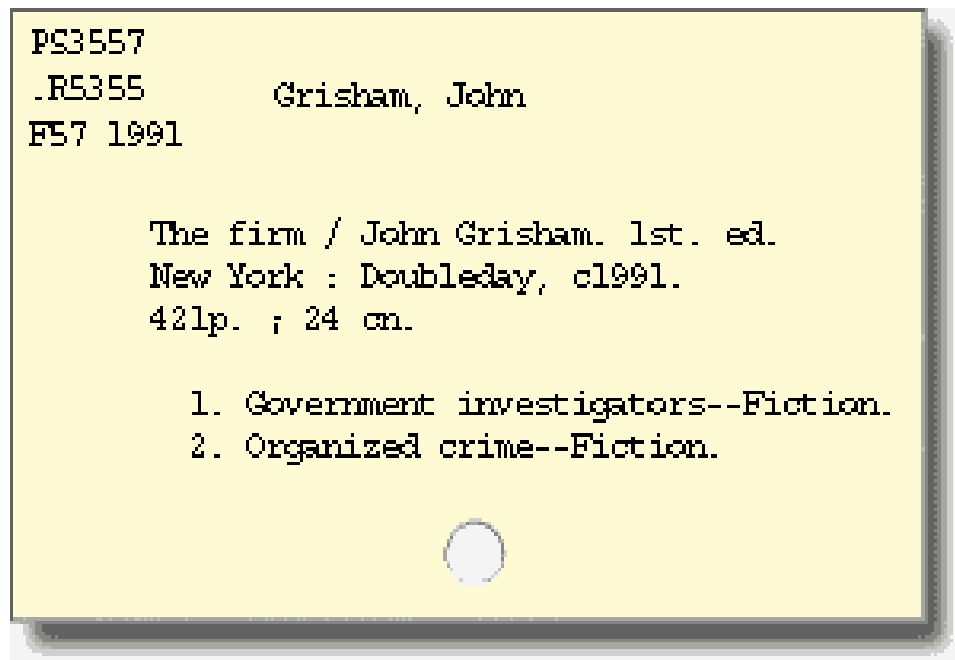 PS3557
.R5355
Grisham, John
F57 1991
The firm / John Grisham. 1st. ed.
New York : Doubleday, c1991.
421p. ; 24 cm.
1. Government investigators--Fiction.
2. Organized crime--Fiction.